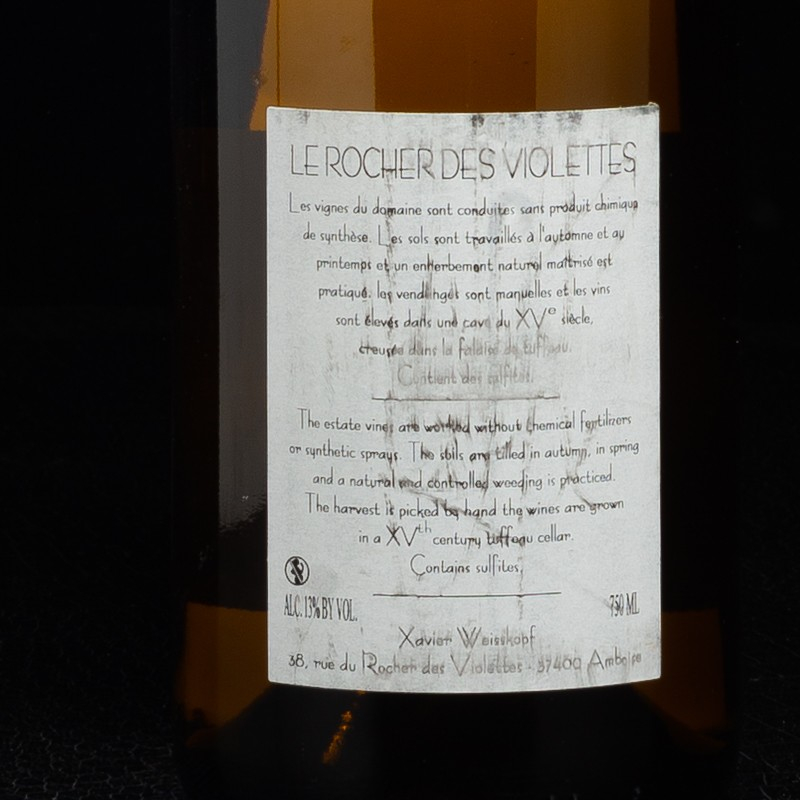 LE ROCHER DES VIOLETTES
Les vignes du domaine sont conduites sans produit chimique
de synthèse. Les sols sont travaillés à l'automne et au
printemps et un enherbement naturel maîtrisé est
pratiqué. les vendanges sont manuelles et les vins
sont élevés dans une cave du XVe siècle,
creusée dans la falaise de tuffeau.
Contient des sulfites.
The estate vines are worked without chemical fertilizers
or synthetic sprays. The soils are tilled in autumn, in spring
and a natural and controlled weeding is practiced.
The harvest is picked by hand the wines are grown
in a XVth century tuffeau cellar.
Contains sulfites.
ALC. 13% BY VOL. 750 ML
Xavier Weisskopf
38, rue du Rocher des Violettes - 37400 Amboise